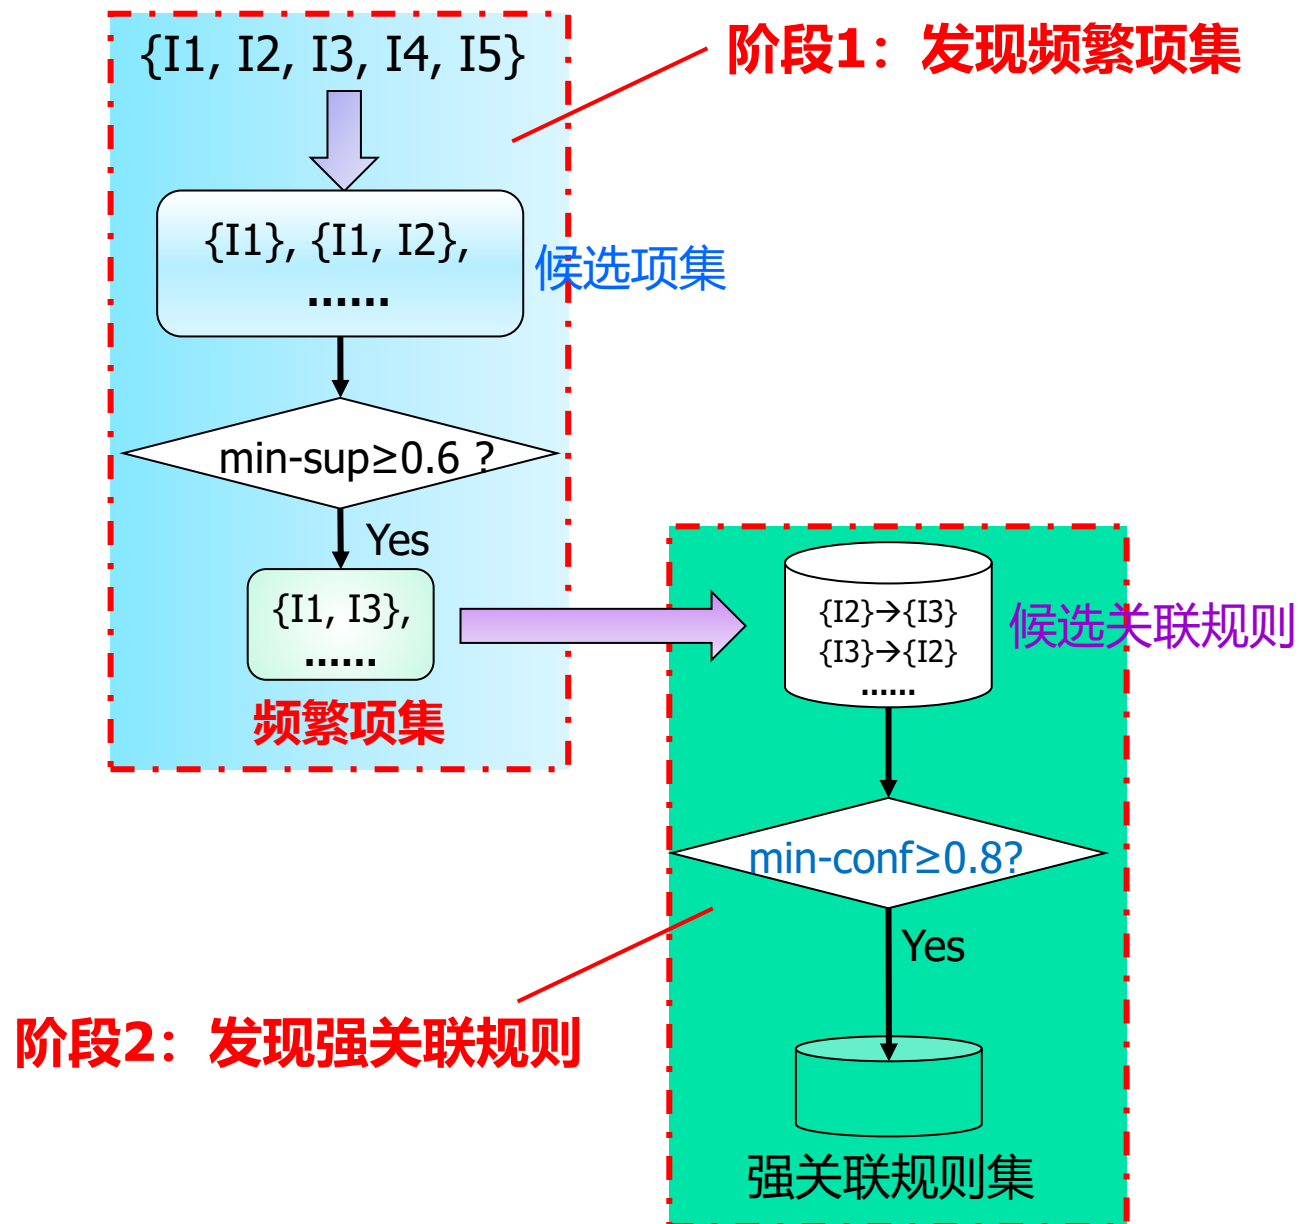 {I1, I2, I3, I4, I5}
阶段1：发现频繁项集
{I1}, {I1, I2},
......
候选项集
min-sup≥0.6 ?
Yes
{I1, I3},
......
频繁项集
{I2}→{I3}
{I3}→{I2}
......
候选关联规则
min-conf≥0.8?
Yes
阶段2：发现强关联规则
强关联规则集